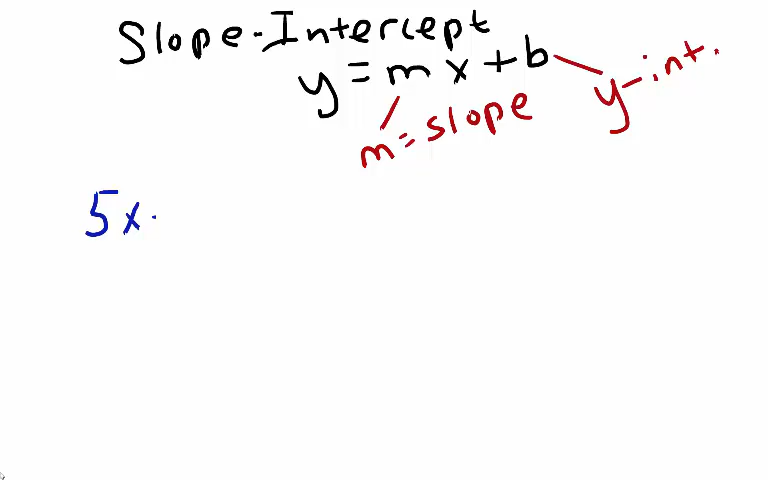 Slope-Intercept
y = mx + b
y-int.
m = slope
5x